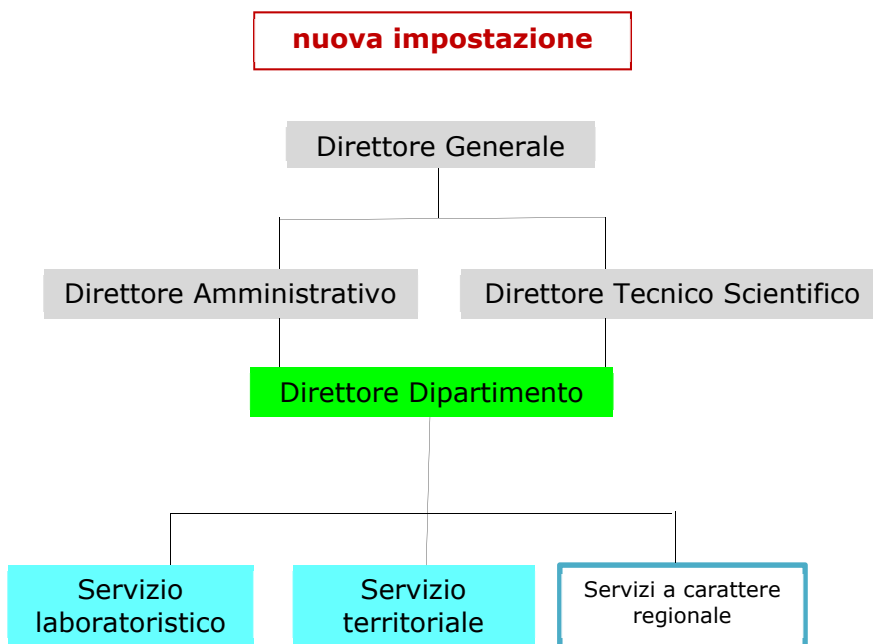 nuova impostazione
Direttore Generale
Direttore Amministrativo
Direttore Tecnico Scientifico
Direttore Dipartimento
Servizio
laboratoristico
Servizio
territoriale
Servizi a carattere
regionale